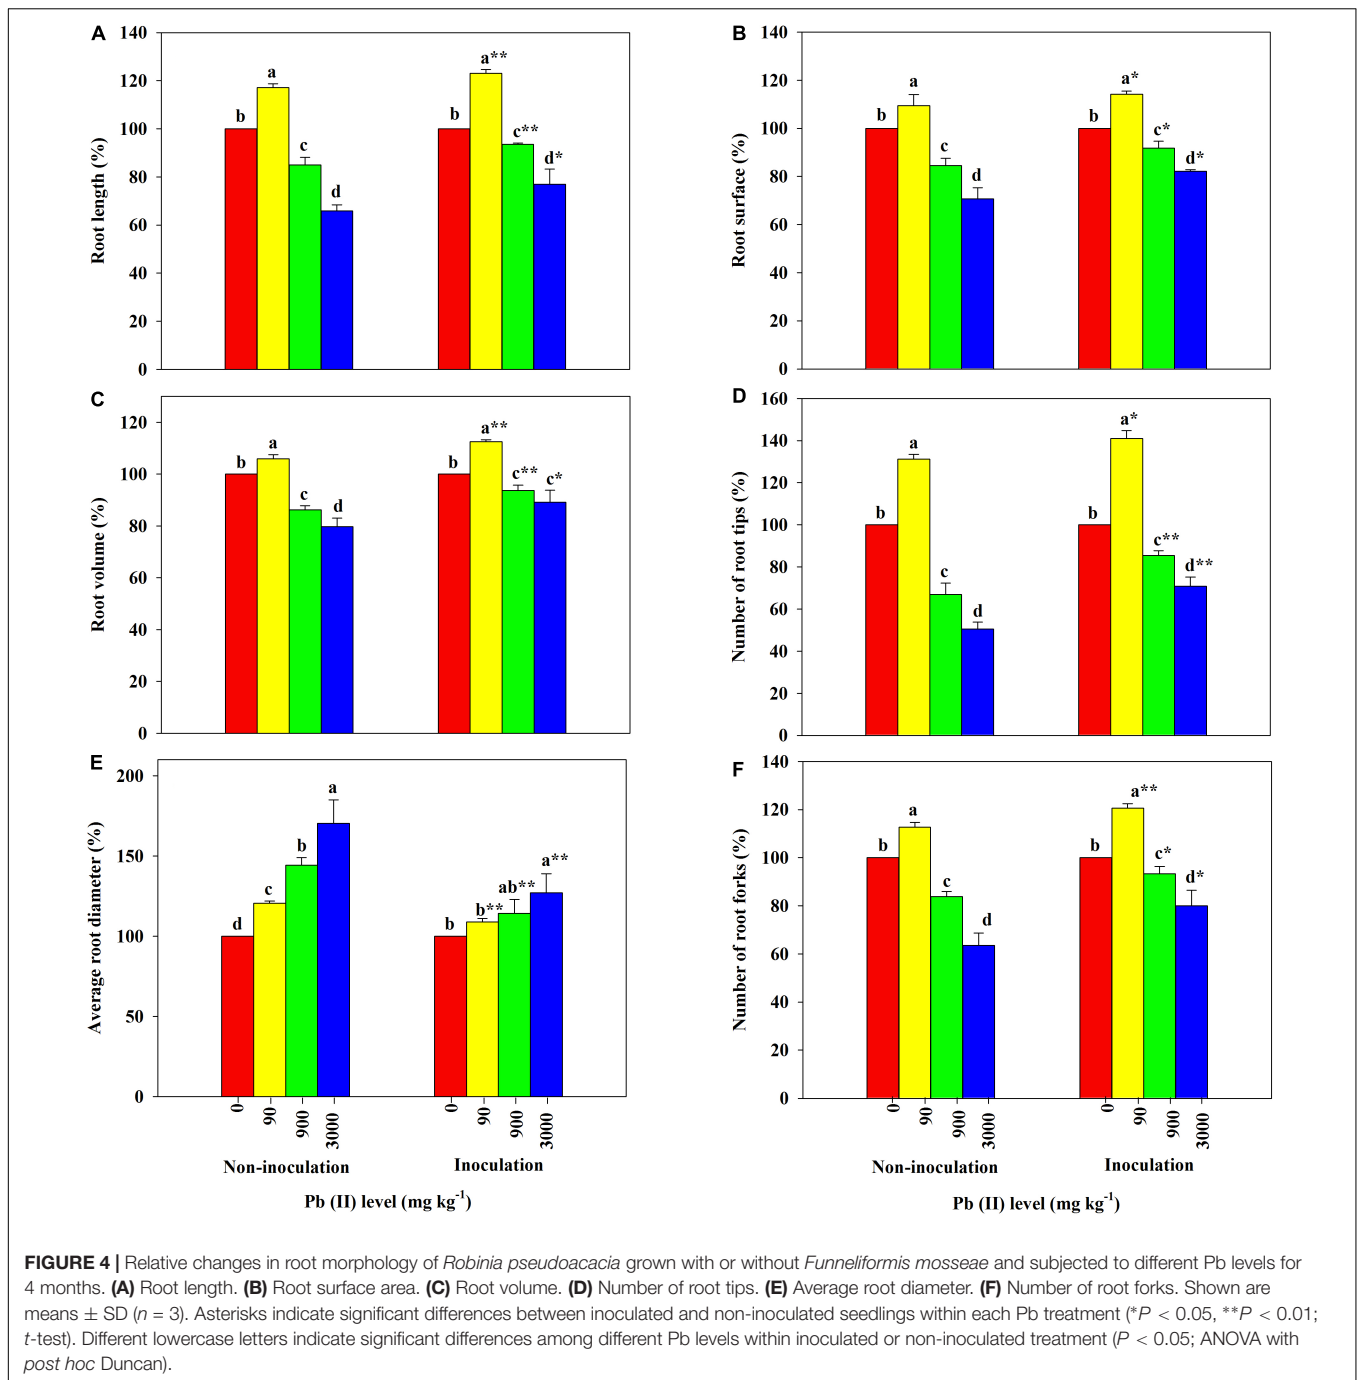 A
140
120
100
80
60
40
20
0
Root length (%)
b a c d b a** c** d*
B
140
120
100
80
60
40
20
0
Root surface (%)
b a c d b a* c* d*
C
120
100
80
60
40
20
0
Root volume (%)
b a c d b a** c** c*
D
160
140
120
100
80
60
40
20
0
Number of root tips (%)
b a c d b a* c** d**
E
200
150
100
50
0
Average root diameter (%)
d c b a b b** ab** a**
0 90 900 3000 0 90 900 3000
Non-inoculation Inoculation
Pb (II) level (mg kg⁻¹)
F
140
120
100
80
60
40
20
0
Number of root forks (%)
b a c d b a** c* d*
0 90 900 3000 0 90 900 3000
Non-inoculation Inoculation
Pb (II) level (mg kg⁻¹)
FIGURE 4 | Relative changes in root morphology of Robinia pseudoacacia grown with or without Funneliformis mosseae and subjected to different Pb levels for
4 months. (A) Root length. (B) Root surface area. (C) Root volume. (D) Number of root tips. (E) Average root diameter. (F) Number of root forks. Shown are
means ± SD (n = 3). Asterisks indicate significant differences between inoculated and non-inoculated seedlings within each Pb treatment (*P < 0.05, **P < 0.01;
t-test). Different lowercase letters indicate significant differences among different Pb levels within inoculated or non-inoculated treatment (P < 0.05; ANOVA with
post hoc Duncan).